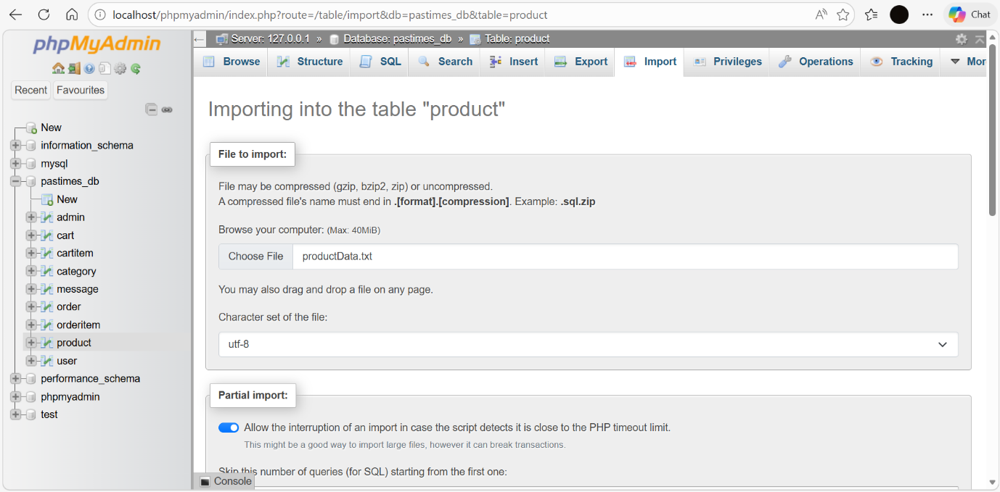 localhost/phpmyadmin/index.php?route=/table/import&db=pastimes_db&table=product
Chat
phpMyAdmin
Recent
Favourites
New
information_schema
mysql
pastimes_db
New
admin
cart
cartitem
category
message
order
orderitem
product
user
performance_schema
phpmyadmin
test
Server: 127.0.0.1 » Database: pastimes_db » Table: product
Browse
Structure
SQL
Search
Insert
Export
Import
Privileges
Operations
Tracking
Mor
Importing into the table "product"
File to import:
File may be compressed (gzip, bzip2, zip) or uncompressed.
A compressed file's name must end in .[format].[compression]. Example: .sql.zip
Browse your computer: (Max: 40MiB)
Choose File
productData.txt
You may also drag and drop a file on any page.
Character set of the file:
utf-8
Partial import:
Allow the interruption of an import in case the script detects it is close to the PHP timeout limit.
This might be a good way to import large files, however it can break transactions.
Skip this number of queries (for SQL) starting from the first one:
Console